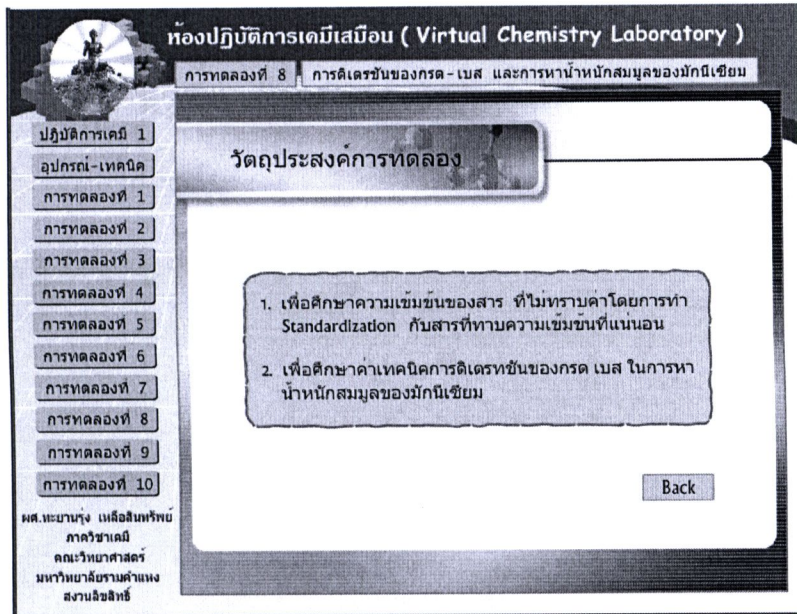 ห้องปฏิบัติการเคมีเสมือน ( Virtual Chemistry Laboratory )
การทดลองที่ 8 การติเตรชันของกรด-เบส และการหาน้ำหนักสมมูลของมักนีเซียม
ปฏิบัติการเคมี 1
อุปกรณ์-เทคนิค
การทดลองที่ 1
การทดลองที่ 2
การทดลองที่ 3
การทดลองที่ 4
การทดลองที่ 5
การทดลองที่ 6
การทดลองที่ 7
การทดลองที่ 8
การทดลองที่ 9
การทดลองที่ 10
ผศ.ทะยานรุ่ง เหลือสินทรัพย์
ภาควิชาเคมี
คณะวิทยาศาสตร์
มหาวิทยาลัยรามคำแหง
สงวนลิขสิทธิ์
วัตถุประสงค์การทดลอง
1. เพื่อศึกษาความเข้มข้นของสาร ที่ไม่ทราบค่าโดยการทำ
Standardization กับสารที่ทาบความเข้มข้นที่แน่นอน
2. เพื่อศึกษาค่าเทคนิคการติเตรทชันของกรด เบส ในการหา
น้ำหนักสมมูลของมักนีเซียม
Back